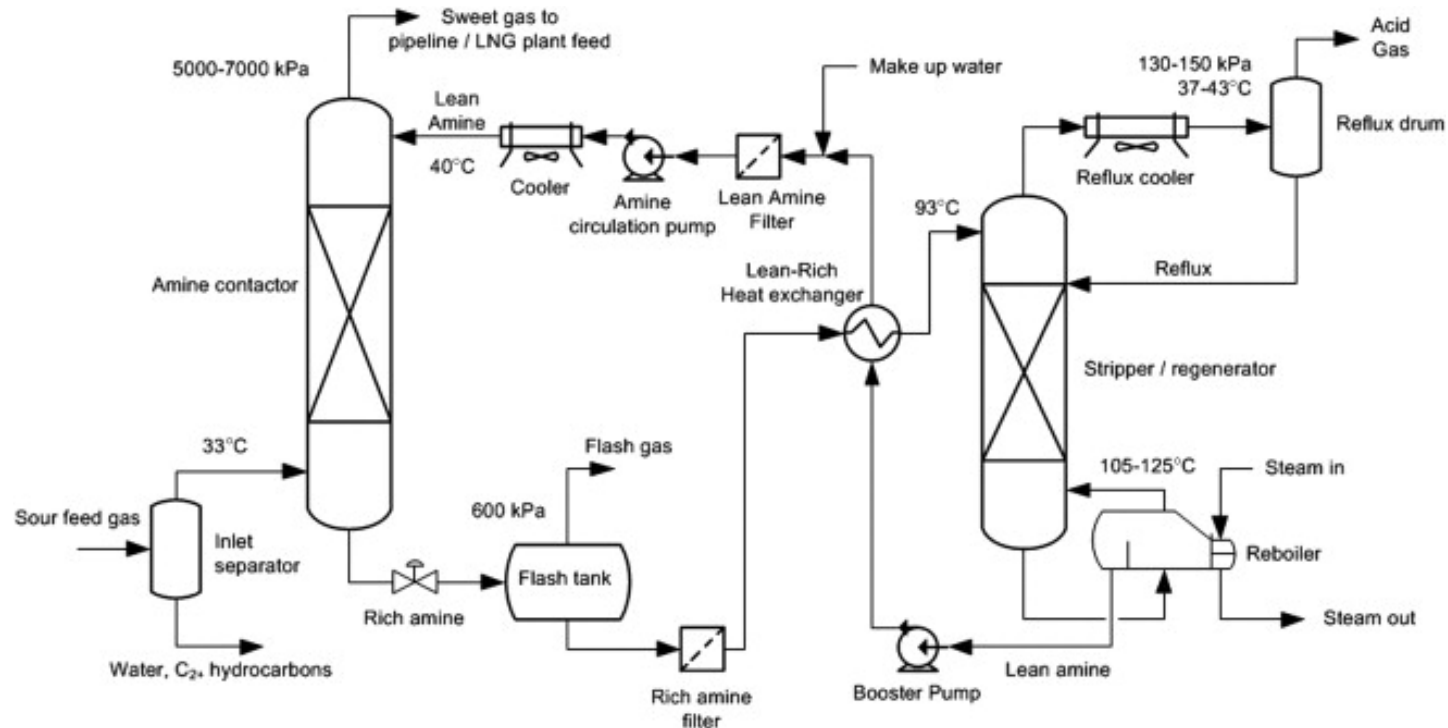 Sweet gas to
pipeline / LNG plant feed
5000-7000 kPa
Lean
Amine
40°C
Cooler
Amine
circulation pump
Lean Amine
Filter
Make up water
130-150 kPa
37-43°C
Acid
Gas
Reflux drum
Reflux cooler
93°C
Lean-Rich
Heat exchanger
Reflux
Amine contactor
Stripper / regenerator
33°C
Sour feed gas
Inlet
separator
Water, C₂₊ hydrocarbons
Rich amine
600 kPa
Flash gas
Flash tank
Rich amine
filter
Booster Pump
Lean amine
105-125°C
Steam in
Reboiler
Steam out